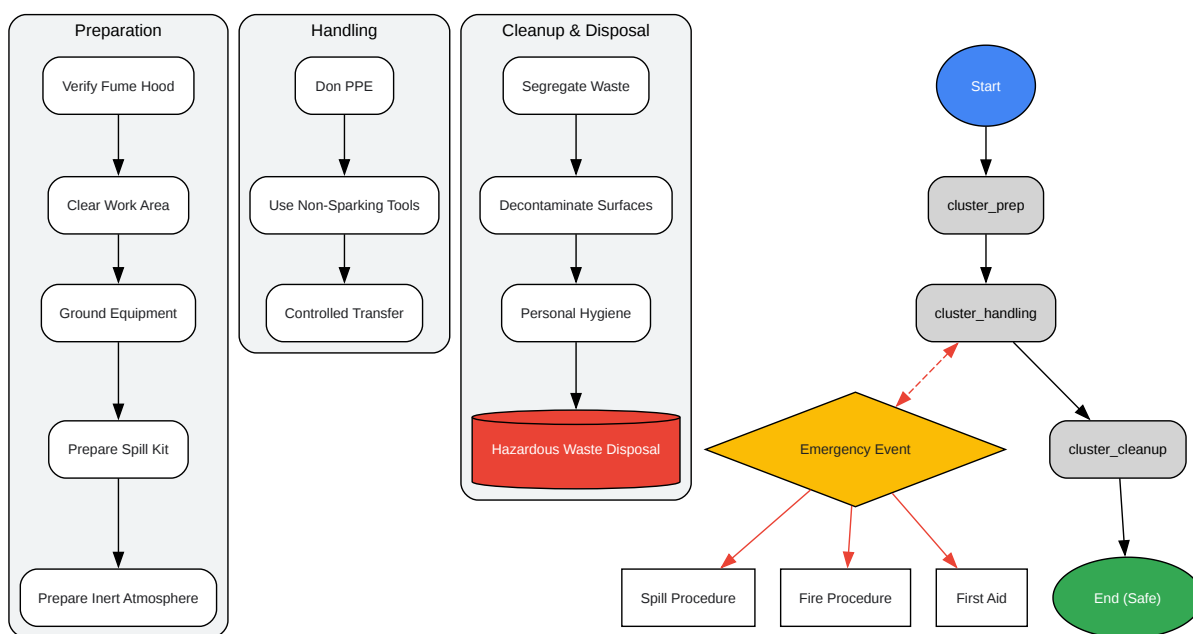 Preparation
Verify Fume Hood
Clear Work Area
Ground Equipment
Prepare Spill Kit
Prepare Inert Atmosphere
Handling
Don PPE
Use Non-Sparking Tools
Controlled Transfer
Cleanup & Disposal
Segregate Waste
Decontaminate Surfaces
Personal Hygiene
Hazardous Waste Disposal
Start
cluster_prep
cluster_handling
Emergency Event
cluster_cleanup
Spill Procedure
Fire Procedure
First Aid
End (Safe)